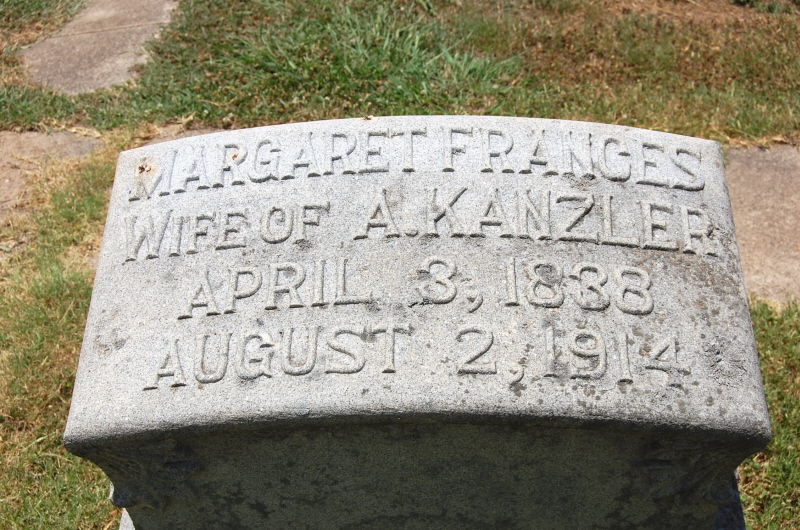 MARGARET FRANCES
WIFE OF A. KANZLER
APRIL 3, 1838
AUGUST 2, 1914